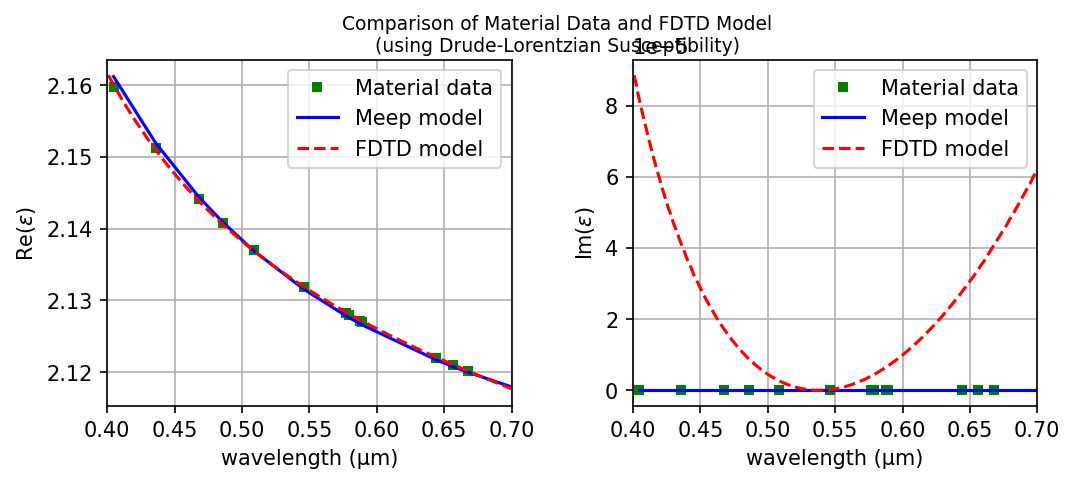 Comparison of Material Data and FDTD Model
(using Drude-Lorentzian Susceptibility)
1e−5
Re(ε)
2.16
2.15
2.14
2.13
2.12
Material data
Meep model
FDTD model
0.40 0.45 0.50 0.55 0.60 0.65 0.70
wavelength (μm)
Im(ε)
8
6
4
2
0
Material data
Meep model
FDTD model
0.40 0.45 0.50 0.55 0.60 0.65 0.70
wavelength (μm)